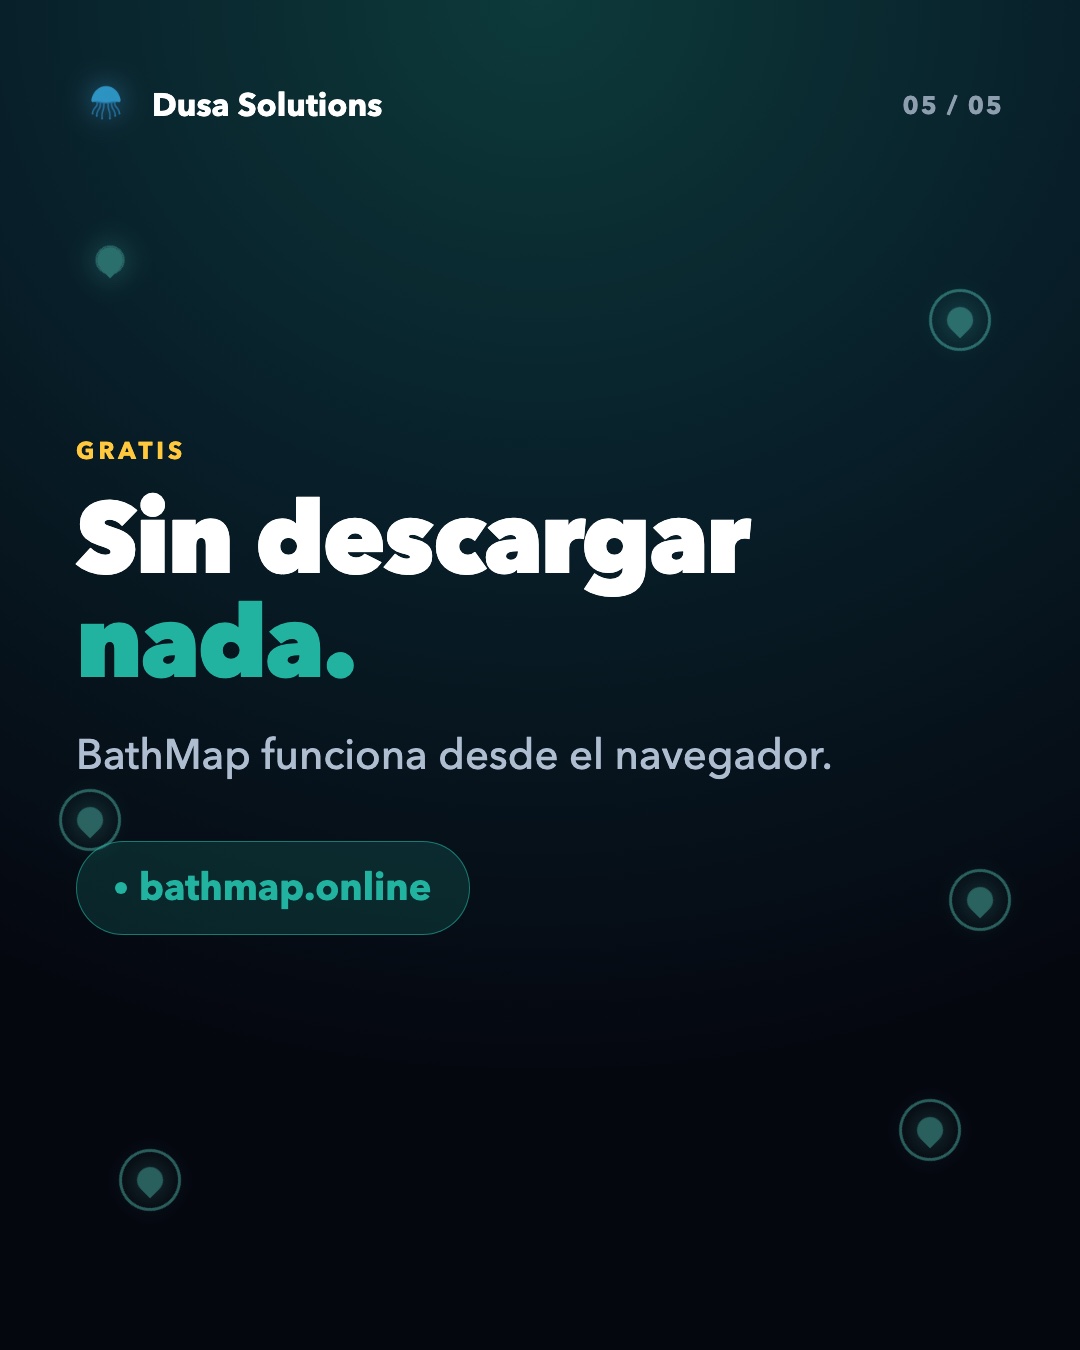 Dusa Solutions
05 / 05
GRATIS
Sin descargar
nada.
BathMap funciona desde el navegador.
• bathmap.online